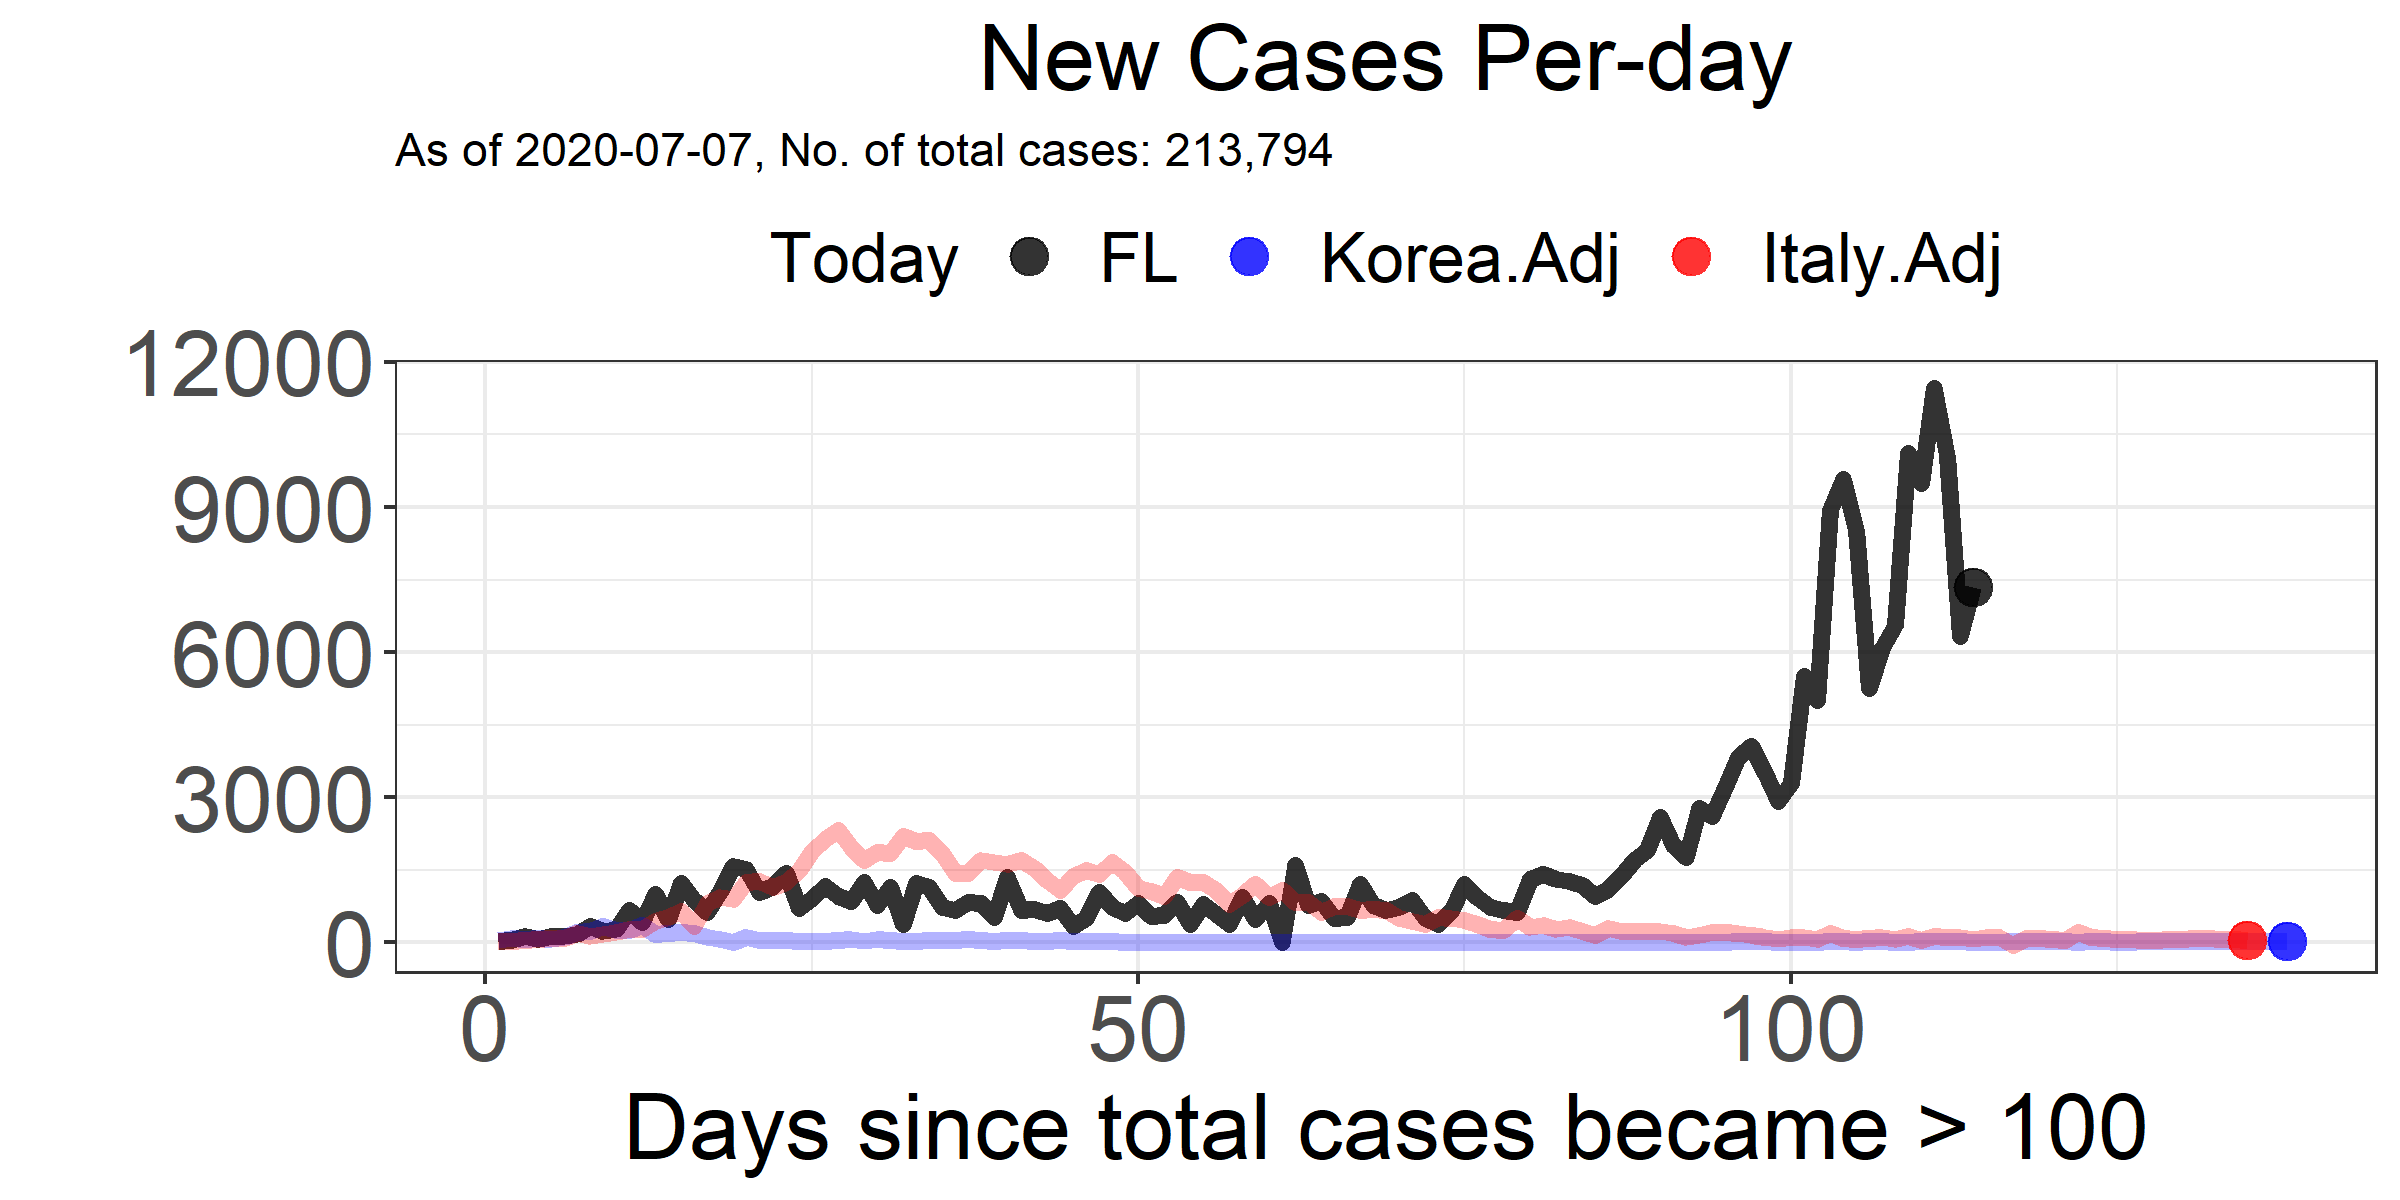 New Cases Per-day
As of 2020-07-07, No. of total cases: 213,794
Today FL Korea.Adj Italy.Adj
12000
9000
6000
3000
0
0 50 100
Days since total cases became > 100